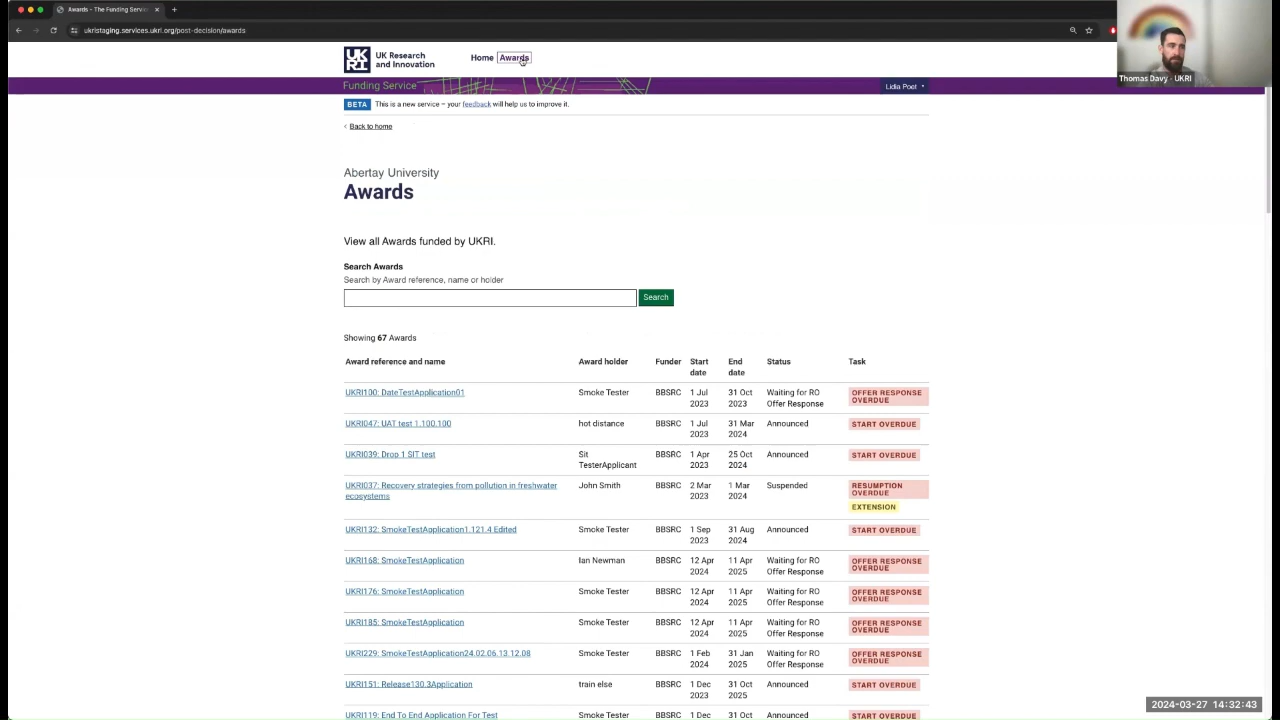 Awards - The Funding Servic
ukristaging.services.ukri.org/post-decision/awards
UK Research and Innovation
Home Awards
Funding Service
Lidia Poet
BETA This is a new service – your feedback will help us to improve it.
Back to home
Abertay University
Awards
View all Awards funded by UKRI.
Search Awards
Search by Award reference, name or holder
Search
Showing 67 Awards
Award reference and name Award holder Funder Start date End date Status Task
UKRI100: DateTestApplication01 Smoke Tester BBSRC 1 Jul 2023 31 Oct 2023 Waiting for RO Offer Response OFFER RESPONSE OVERDUE
UKRI047: UAT test 1.100.100 hot distance BBSRC 1 Jul 2023 31 Mar 2024 Announced START OVERDUE
UKRI039: Drop 1 SIT test Sit TesterApplicant BBSRC 1 Apr 2023 25 Oct 2024 Announced START OVERDUE
UKRI037: Recovery strategies from pollution in freshwater ecosystems John Smith BBSRC 2 Mar 2023 1 Mar 2024 Suspended RESUMPTION OVERDUE EXTENSION
UKRI132: SmokeTestApplication1.121.4 Edited Smoke Tester BBSRC 1 Sep 2023 31 Aug 2024 Announced START OVERDUE
UKRI168: SmokeTestApplication Ian Newman BBSRC 12 Apr 2024 11 Apr 2025 Waiting for RO Offer Response OFFER RESPONSE OVERDUE
UKRI176: SmokeTestApplication Smoke Tester BBSRC 12 Apr 2024 11 Apr 2025 Waiting for RO Offer Response OFFER RESPONSE OVERDUE
UKRI185: SmokeTestApplication Smoke Tester BBSRC 12 Apr 2024 11 Apr 2025 Waiting for RO Offer Response OFFER RESPONSE OVERDUE
UKRI229: SmokeTestApplication24.02.06.13.12.08 Smoke Tester BBSRC 1 Feb 2024 31 Jan 2025 Waiting for RO Offer Response OFFER RESPONSE OVERDUE
UKRI151: Release130.3Application train else BBSRC 1 Dec 2023 31 Oct 2025 Announced START OVERDUE
UKRI119: End To End Application For Test Smoke Tester BBSRC 1 Dec 31 Oct Announced START OVERDUE
Thomas Davy - UKRI
2024-03-27 14:32:43